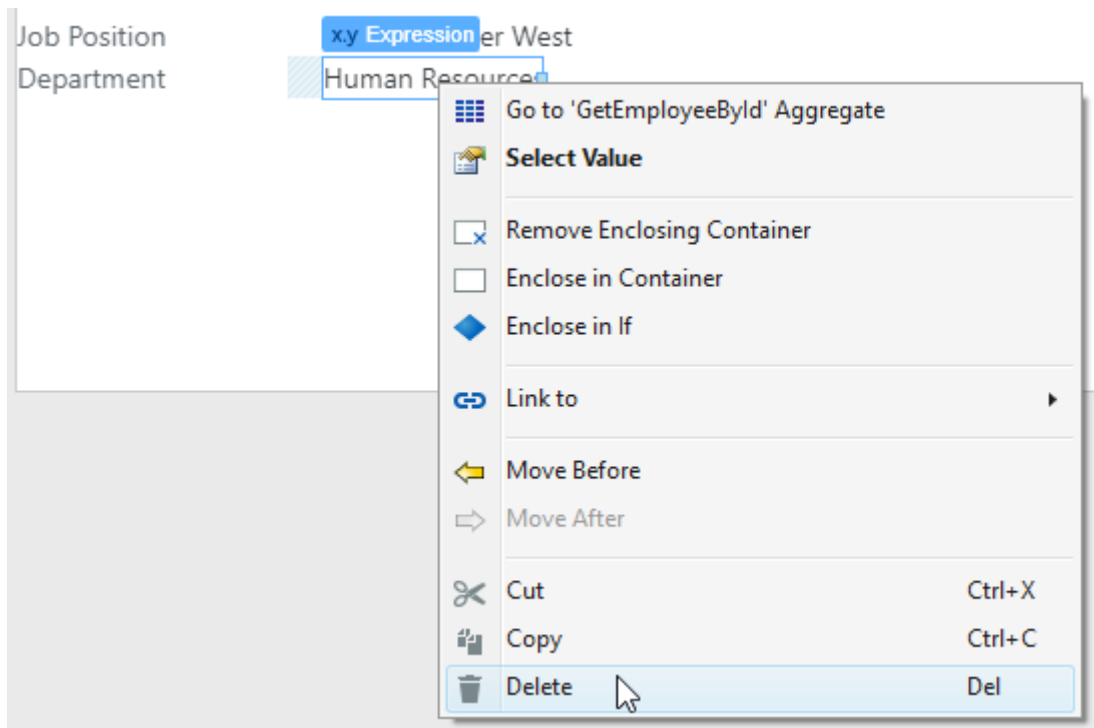 Job Position
x.y Expression er West
Department
Human Resources
Go to 'GetEmployeeById' Aggregate
Select Value
Remove Enclosing Container
Enclose in Container
Enclose in If
Link to
Move Before
Move After
Cut Ctrl+X
Copy Ctrl+C
Delete Del